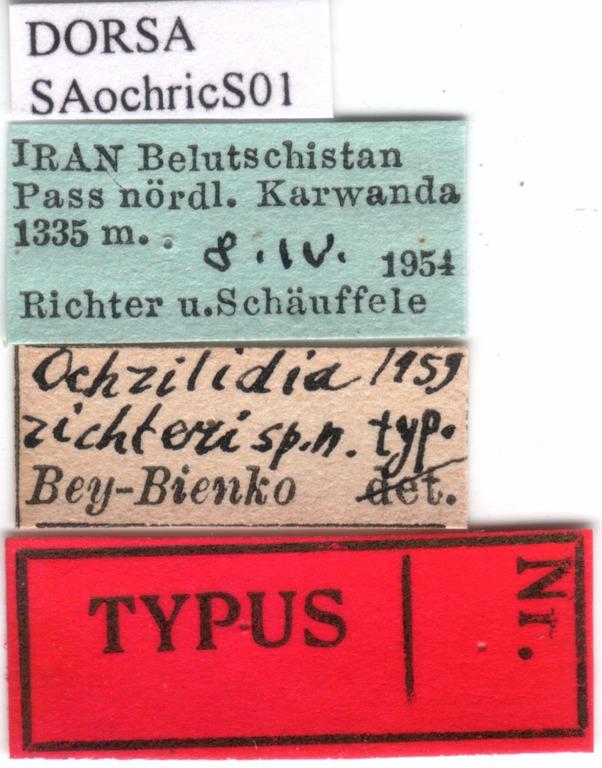 DORSA
SAochricS01
IRAN Belutschistan
Pass nördl. Karwanda
1335 m. 8.IV. 1954
Richter u.Schäuffele
Ochrilidia
richteri sp.n. typ.
Bey-Bienko det.
TYPUS
Nr.